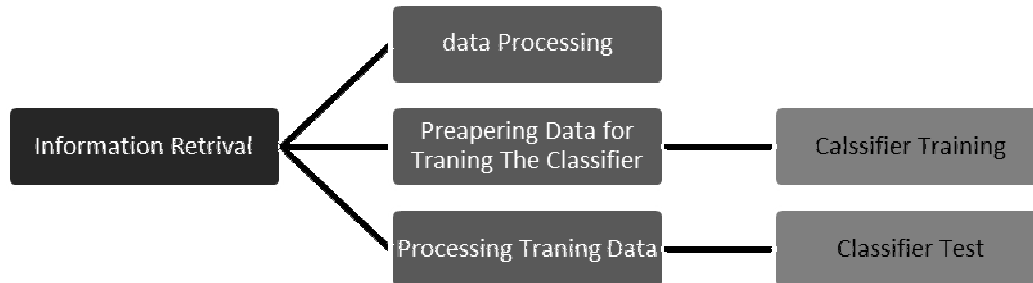 data Processing
Information Retrival
Preapering Data for
Traning The Classifier
Calssifier Training
Processing Traning Data
Classifier Test